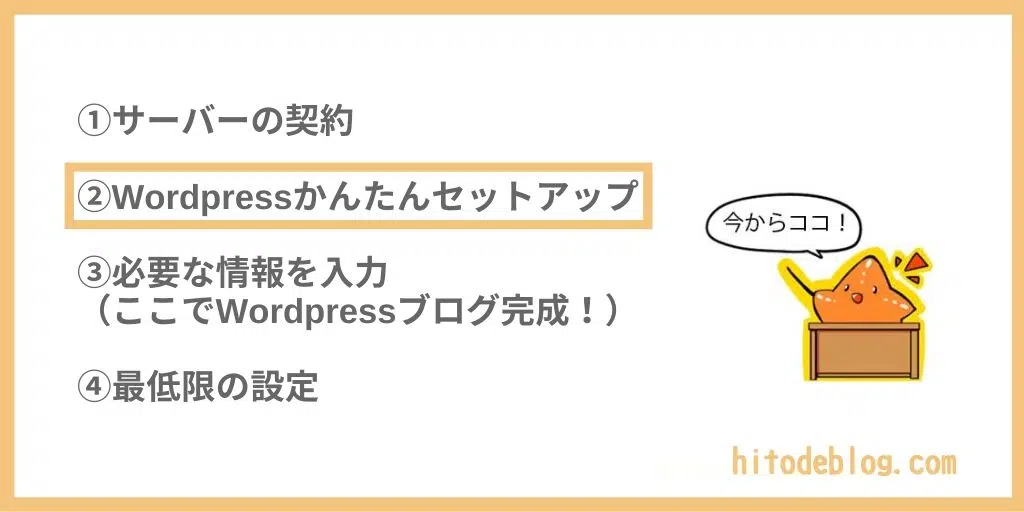 ①サーバーの契約
②Wordpressかんたんセットアップ
今からココ！
③必要な情報を入力
（ここでWordpressブログ完成！）
④最低限の設定
hitodeblog.com